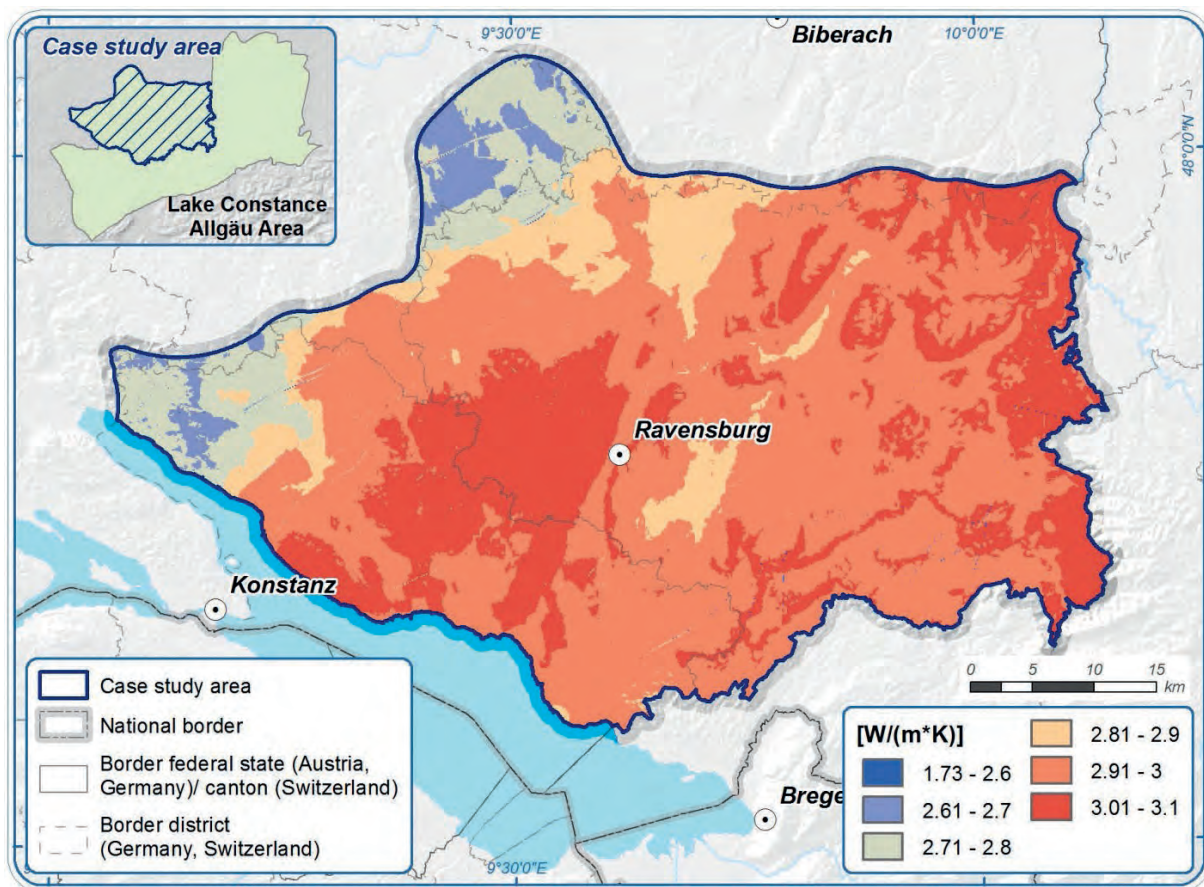 Case study area
Lake Constance
Allgäu Area
9°30'0"E
Biberach
10°0'0"E
48°0'0"N
Ravensburg
Konstanz
0 5 10 15
km
Case study area
National border
Border federal state (Austria,
Germany)/ canton (Switzerland)
Border district
(Germany, Switzerland)
9°30'0"E
Brege
[W/(m*K)]
1.73 - 2.6
2.61 - 2.7
2.71 - 2.8
2.81 - 2.9
2.91 - 3
3.01 - 3.1